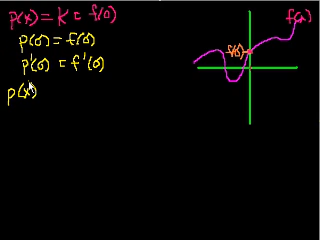 p(x) = K = f(0)
p(0) = f(0)
p'(0) = f'(0)
p(x)
f(x)
f(0)